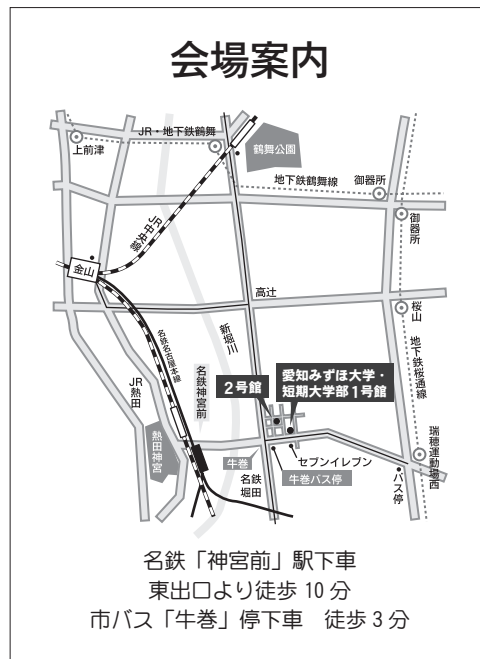 会場案内
JR・地下鉄鶴舞
上前津
鶴舞公園
地下鉄鶴舞線
御器所
御器所
JR中央線
金山
高辻
桜山
名鉄名古屋本線
新堀川
地下鉄桜通線
JR熱田
名鉄神宮前
2号館
愛知みずほ大学・
短期大学部1号館
熱田神宮
瑞穂運動場西
牛巻
セブンイレブン
名鉄
堀田
牛巻バス停
バス停
名鉄「神宮前」駅下車
東出口より徒歩 10 分
市バス「牛巻」停下車　徒歩 3 分